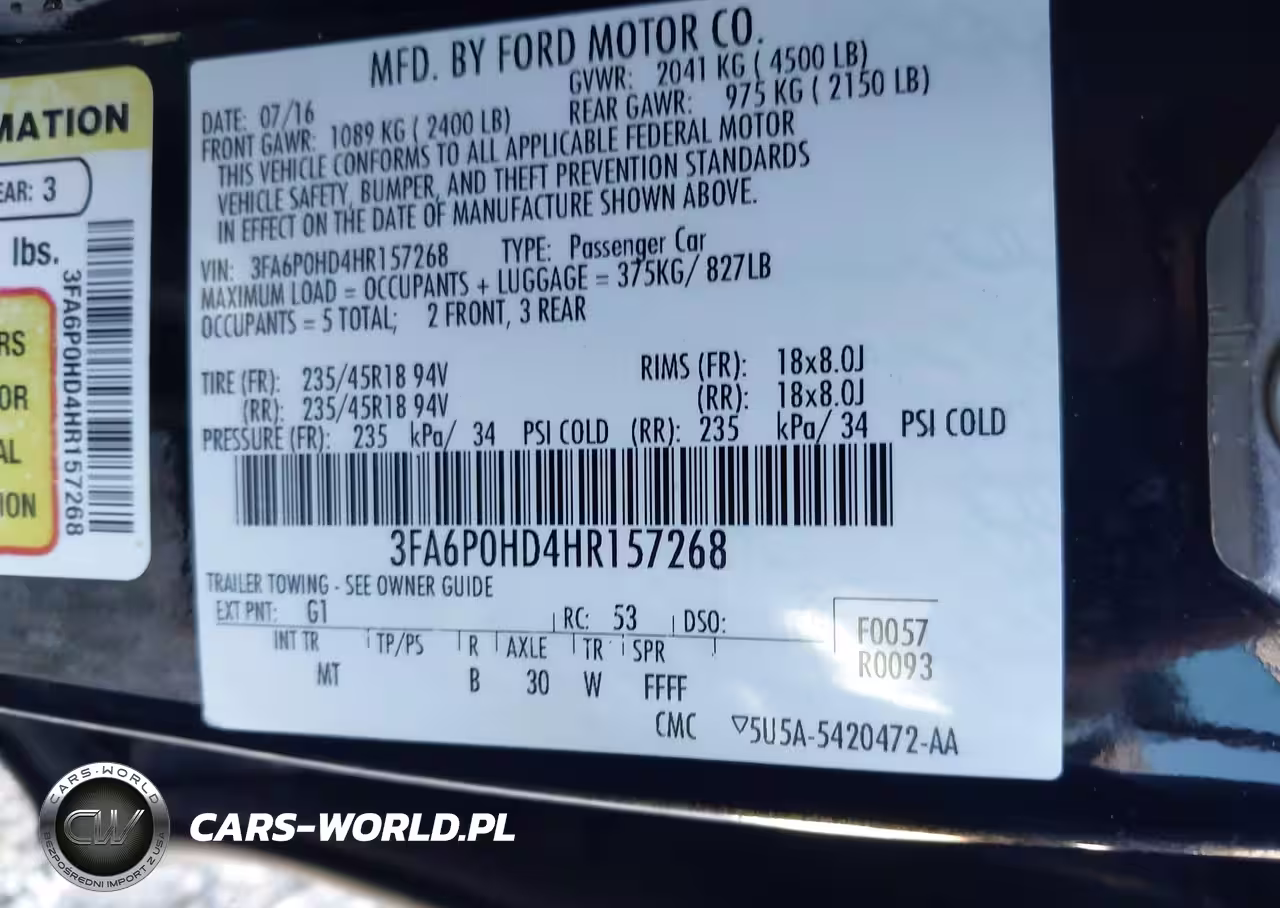 MFD. BY FORD MOTOR CO.
DATE: 07/16 GVWR: 2041 KG ( 4500 LB)
FRONT GAWR: 1089 KG ( 2400 LB) REAR GAWR: 975 KG ( 2150 LB)
THIS VEHICLE CONFORMS TO ALL APPLICABLE FEDERAL MOTOR
VEHICLE SAFETY, BUMPER, AND THEFT PREVENTION STANDARDS
IN EFFECT ON THE DATE OF MANUFACTURE SHOWN ABOVE.
VIN: 3FA6P0HD4HR157268 TYPE: Passenger Car
MAXIMUM LOAD = OCCUPANTS + LUGGAGE = 375KG/ 827LB
OCCUPANTS = 5 TOTAL; 2 FRONT, 3 REAR
TIRE (FR): 235/45R18 94V RIMS (FR): 18x8.0J
(RR): 235/45R18 94V (RR): 18x8.0J
PRESSURE (FR): 235 kPa/ 34 PSI COLD (RR): 235 kPa/ 34 PSI COLD
3FA6P0HD4HR157268
TRAILER TOWING - SEE OWNER GUIDE
EXT PNT: G1 RC: 53 DSO:
INT TR TP/PS R AXLE TR SPR
MT B 30 W FFFF
F0057
R0093
CMC ▽5U5A-5420472-AA
MATION
EAR: 3
lbs.
3FA6P0HD4HR157268
RS
OR
AL
ION
CARS-WORLD
CW
BEZPOŚREDNI IMPORT Z USA
CARS-WORLD.PL